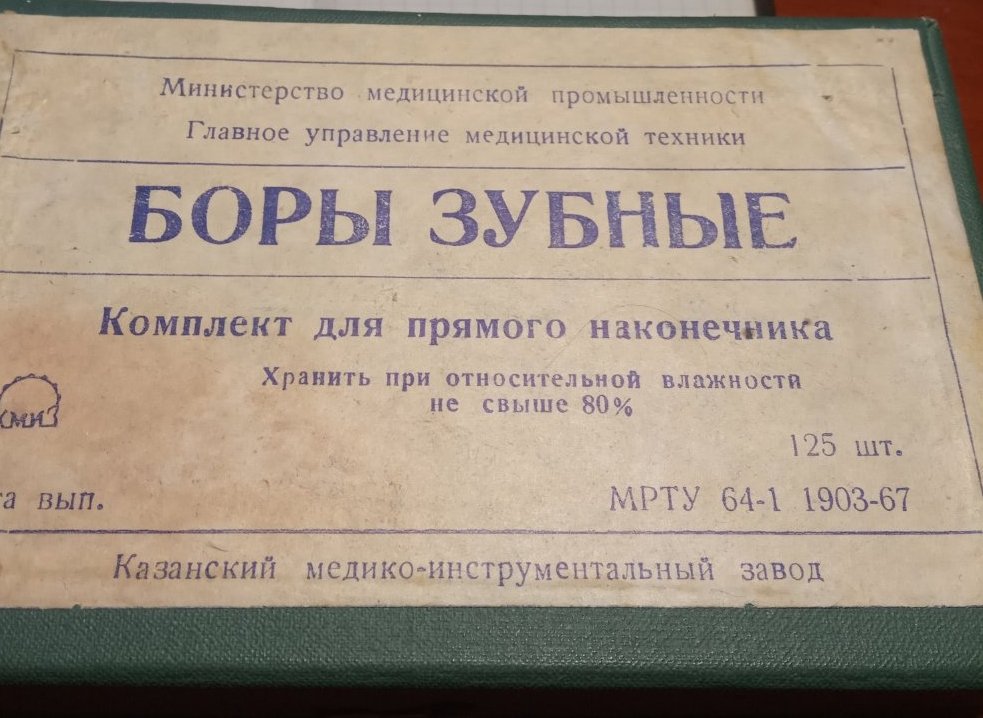 Министерство медицинской промышленности
Главное управление медицинской техники
БОРЫ ЗУБНЫЕ
Комплект для прямого наконечника
Хранить при относительной влажности
не свыше 80%
КМИЗ
125 шт.
вып.
МРТУ 64-1 1903-67
Казанский медико-инструментальный завод